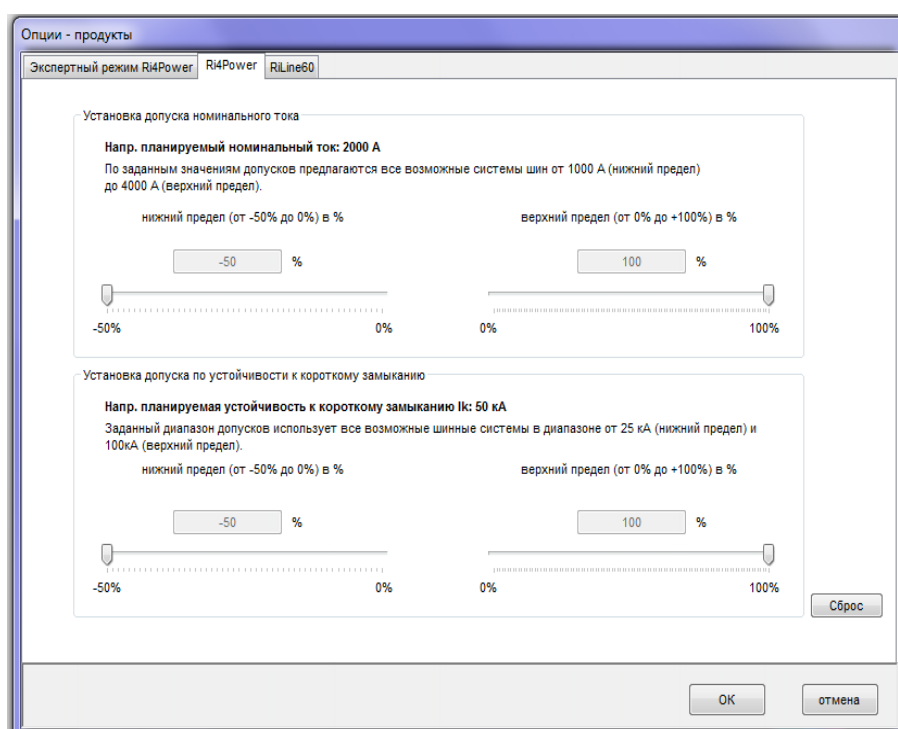 Опции - продукты
Экспертный режим Ri4Power Ri4Power RiLine60
Установка допуска номинального тока
Напр. планируемый номинальный ток: 2000 А
По заданным значениям допусков предлагаются все возможные системы шин от 1000 А (нижний предел)
до 4000 А (верхний предел).
нижний предел (от -50% до 0%) в % верхний предел (от 0% до +100%) в %
-50 % 100 %
-50% 0% 0% 100%
Установка допуска по устойчивости к короткому замыканию
Напр. планируемая устойчивость к короткому замыканию Ik: 50 кА
Заданный диапазон допусков использует все возможные шинные системы в диапазоне от 25 кА (нижний предел) и
100кА (верхний предел).
нижний предел (от -50% до 0%) в % верхний предел (от 0% до +100%) в %
-50 % 100 %
-50% 0% 0% 100%
Сброс
OK отмена